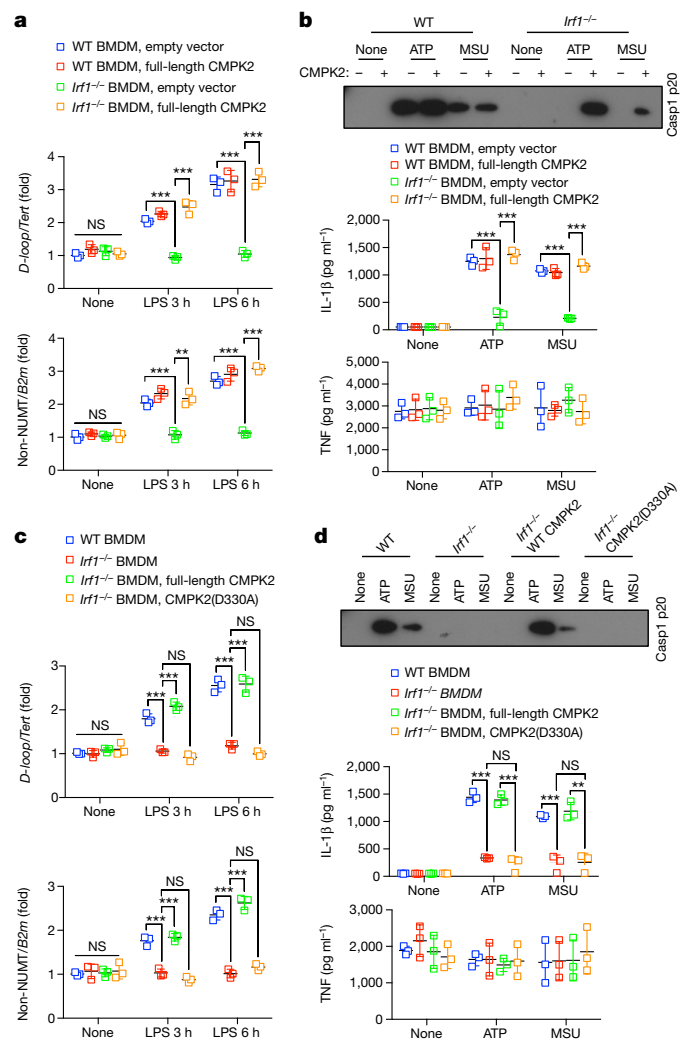 a
WT BMDM, empty vector
WT BMDM, full-length CMPK2
Irf1–/– BMDM, empty vector
Irf1–/– BMDM, full-length CMPK2
D-loop/Tert (fold)
4
3
2
1
0
NS
***
***
***
***
None
LPS 3 h
LPS 6 h
Non-NUMT/B2m (fold)
4
3
2
1
0
NS
***
**
***
***
None
LPS 3 h
LPS 6 h
b
WT
Irf1–/–
None
ATP
MSU
None
ATP
MSU
CMPK2: – + – + – + – + – + – +
Casp1 p20
WT BMDM, empty vector
WT BMDM, full-length CMPK2
Irf1–/– BMDM, empty vector
Irf1–/– BMDM, full-length CMPK2
IL-1β (pg ml–1)
2,000
1,500
1,000
500
0
***
***
***
***
None
ATP
MSU
TNF (pg ml–1)
5,000
4,000
3,000
2,000
1,000
0
None
ATP
MSU
c
WT BMDM
Irf1–/– BMDM
Irf1–/– BMDM, full-length CMPK2
Irf1–/– BMDM, CMPK2(D330A)
D-loop/Tert (fold)
3
2
1
0
NS
NS
***
***
NS
***
***
None
LPS 3 h
LPS 6 h
Non-NUMT/B2m (fold)
3
2
1
0
NS
NS
***
***
NS
***
***
None
LPS 3 h
LPS 6 h
d
WT
Irf1–/–
Irf1–/–
WT CMPK2
Irf1–/–
CMPK2(D330A)
None
ATP
MSU
None
ATP
MSU
None
ATP
MSU
None
ATP
MSU
Casp1 p20
WT BMDM
Irf1–/– BMDM
Irf1–/– BMDM, full-length CMPK2
Irf1–/– BMDM, CMPK2(D330A)
IL-1β (pg ml–1)
2,000
1,500
1,000
500
0
NS
***
***
NS
***
**
None
ATP
MSU
TNF (pg ml–1)
3,000
2,000
1,000
0
None
ATP
MSU